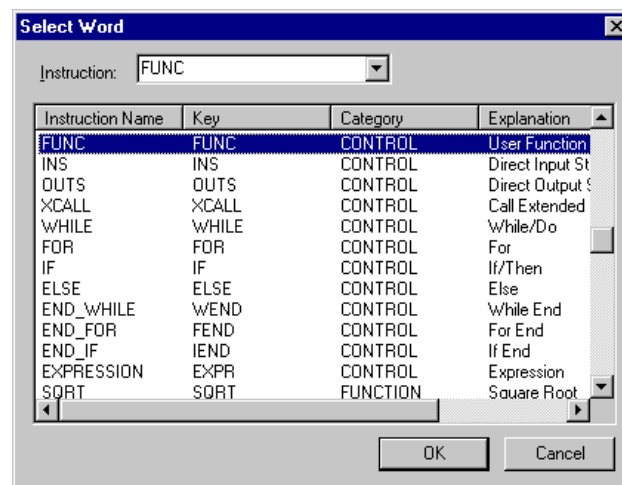 Select Word
Instruction: FUNC
Instruction Name Key Category Explanation
FUNC FUNC CONTROL User Function
INS INS CONTROL Direct Input St
OUTS OUTS CONTROL Direct Output S
XCALL XCALL CONTROL Call Extended
WHILE WHILE CONTROL While/Do
FOR FOR CONTROL For
IF IF CONTROL If/Then
ELSE ELSE CONTROL Else
END_WHILE WEND CONTROL While End
END_FOR FEND CONTROL For End
END_IF IEND CONTROL If End
EXPRESSION EXPR CONTROL Expression
SQRT SQRT FUNCTION Square Root
OK Cancel